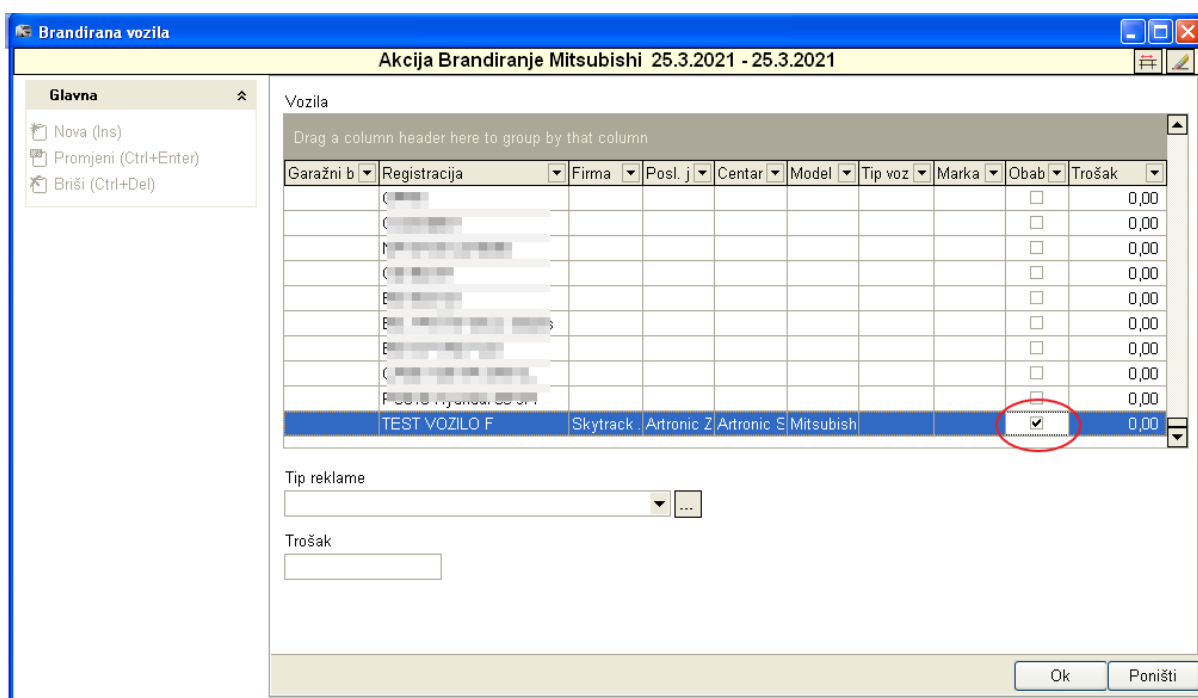 Brandirana vozila
Akcija Brandiranje Mitsubishi 25.3.2021 - 25.3.2021
Glavna
Nova (Ins)
Promjeni (Ctrl+Enter)
Briši (Ctrl+Del)
Vozila
Drag a column header here to group by that column
Garažni b Registracija Firma Posl. j Centar Model Tip voz Marka Obab Trošak
0,00
0,00
0,00
0,00
0,00
0,00
0,00
0,00
0,00
TEST VOZILO F Skytrack Artronic Z Artronic S Mitsubish 0,00
Tip reklame
...
Trošak
Ok Poništi